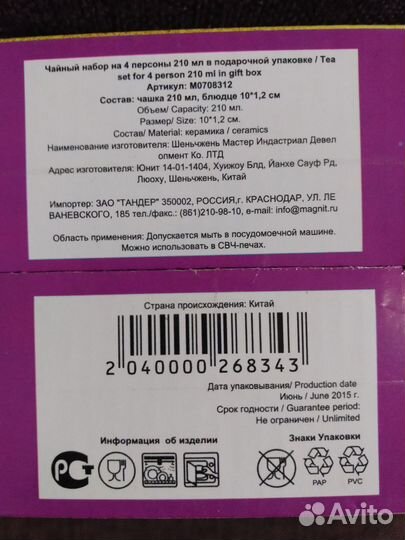 Чайный набор на 4 персоны 210 мл в подарочной упаковке / Tea
set for 4 person 210 ml in gift box
Артикул: M0708312
Состав: чашка 210 мл, блюдце 10*1,2 см
Объем/ Capacity: 210 мл.
Размер/ Size: 10*1,2 см.
Состав/ Material: керамика / ceramics
Наименование изготовителя: Шеньчжень Мастер Индастриал Девел
опмент Ко. ЛТД
Адрес изготовителя: Юнит 14-01-1404, Хуижоу Блд, Йанхе Сауф Рд,
Люоху, Шеньчжень, Китай
Импортер: ЗАО "ТАНДЕР" 350002, РОССИЯ,г. КРАСНОДАР, УЛ. ЛЕ
ВАНЕВСКОГО, 185 тел./факс.: (861)210-98-10, e-mail: info@magnit.ru
Область применения: Допускается мыть в посудомоечной машине.
Можно использовать в СВЧ-печах.
Страна происхождения: Китай
2 040000 268343
Дата упаковывания/ Production date
Июнь / June 2015 г.
Срок годности / Guarantee period:
Не ограничен / Unlimited
Информация об изделии
Знаки Упаковки
РСТ
PAP
PVC
Avito